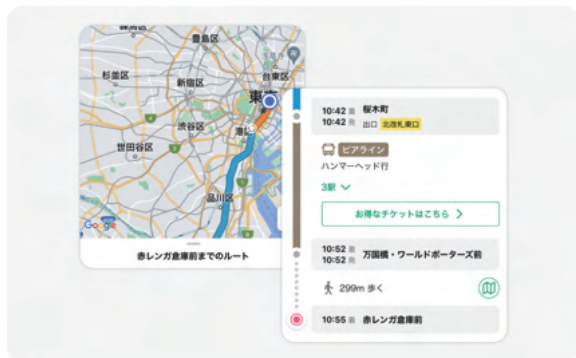 練馬区
豊島区
杉並区
新宿区
台東区
東京
渋谷区
港区
世田谷区
品川区
Google
赤レンガ倉庫前までのルート
10:42 着 桜木町
10:42 発 出口 北改札東口
ピアライン
ハンマーヘッド行
3駅
お得なチケットはこちら
10:52 着 万国橋・ワールドポーターズ前
10:52 発
299m 歩く
10:55 着 赤レンガ倉庫前